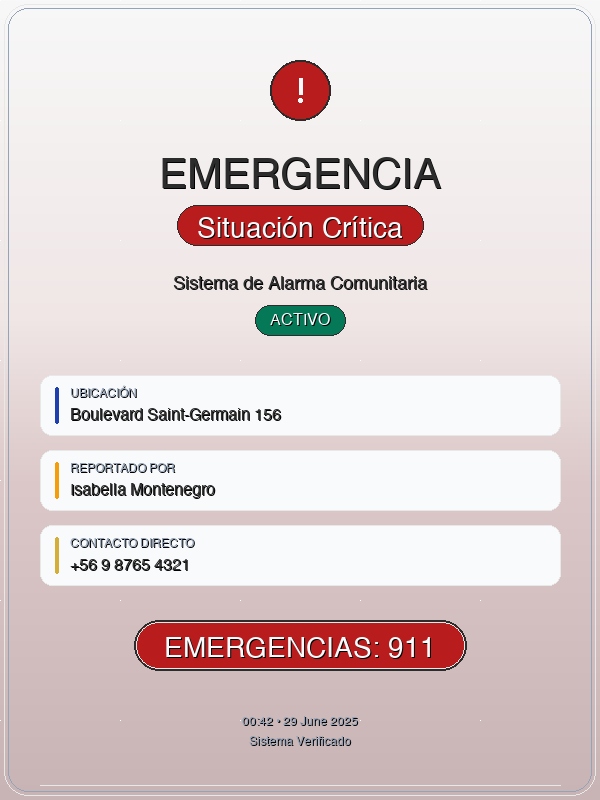 !
EMERGENCIA
Situación Crítica
Sistema de Alarma Comunitaria
ACTIVO
UBICACIÓN
Boulevard Saint-Germain 156
REPORTADO POR
Isabella Montenegro
CONTACTO DIRECTO
+56 9 8765 4321
EMERGENCIAS: 911
00:42 • 29 June 2025
Sistema Verificado